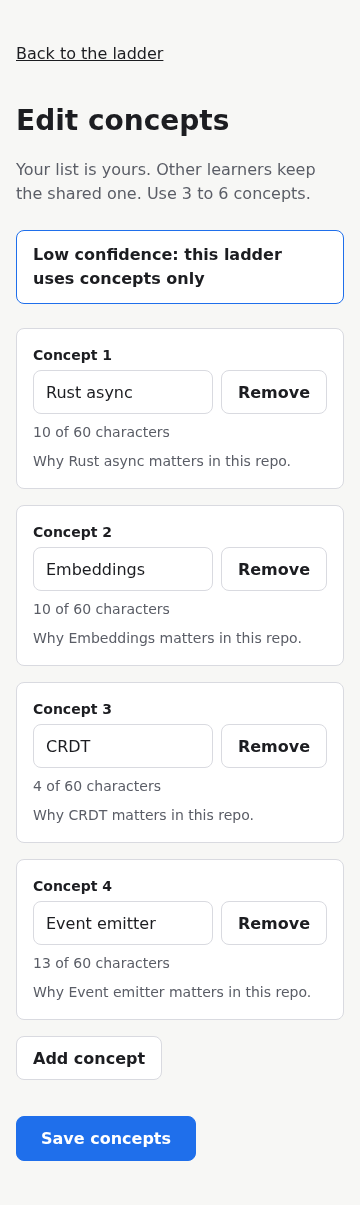 Back to the ladder
Edit concepts
Your list is yours. Other learners keep
the shared one. Use 3 to 6 concepts.
Low confidence: this ladder
uses concepts only
Concept 1
Rust async
Remove
10 of 60 characters
Why Rust async matters in this repo.
Concept 2
Embeddings
Remove
10 of 60 characters
Why Embeddings matters in this repo.
Concept 3
CRDT
Remove
4 of 60 characters
Why CRDT matters in this repo.
Concept 4
Event emitter
Remove
13 of 60 characters
Why Event emitter matters in this repo.
Add concept
Save concepts